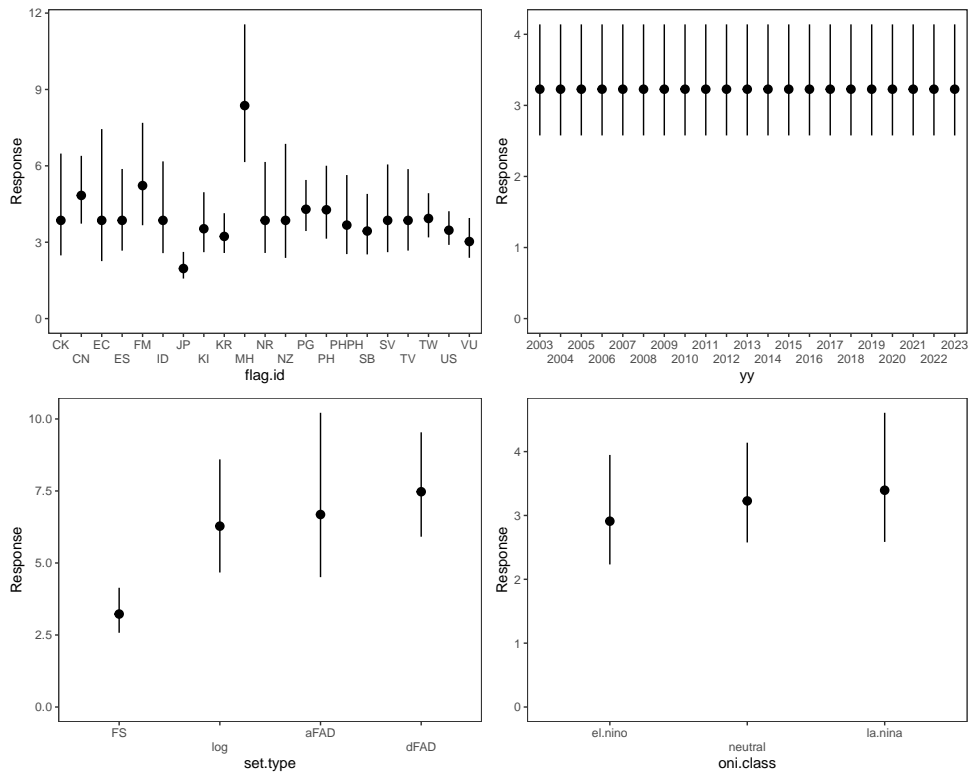 12
9
6
3
0
Response
CK EC FM JP KR NR PG PHPH SV TW VU
CN ES ID KI MH NZ PH SB TV US
flag.id
4
3
2
1
0
Response
2003 2005 2007 2009 2011 2013 2015 2017 2019 2021 2023
2004 2006 2008 2010 2012 2014 2016 2018 2020 2022
yy
10.0
7.5
5.0
2.5
0.0
Response
FS aFAD
log dFAD
set.type
4
3
2
1
0
Response
el.nino la.nina
neutral
oni.class